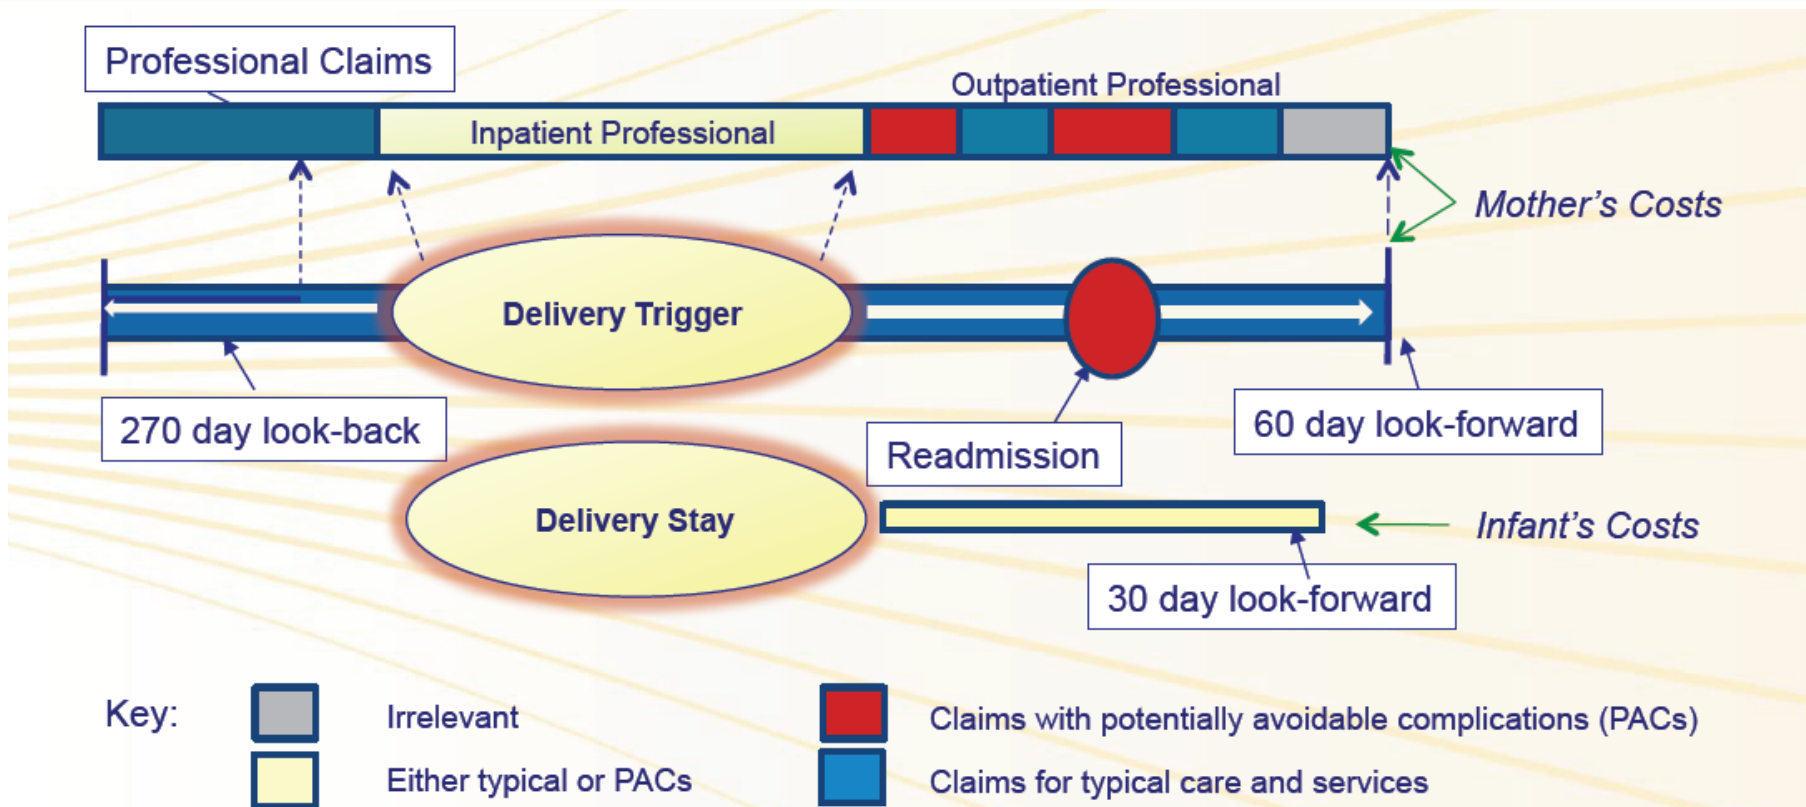 Professional Claims
Outpatient Professional
Inpatient Professional
Mother's Costs
Delivery Trigger
270 day look-back
60 day look-forward
Readmission
Delivery Stay
Infant's Costs
30 day look-forward
Key:
Irrelevant
Claims with potentially avoidable complications (PACs)
Either typical or PACs
Claims for typical care and services